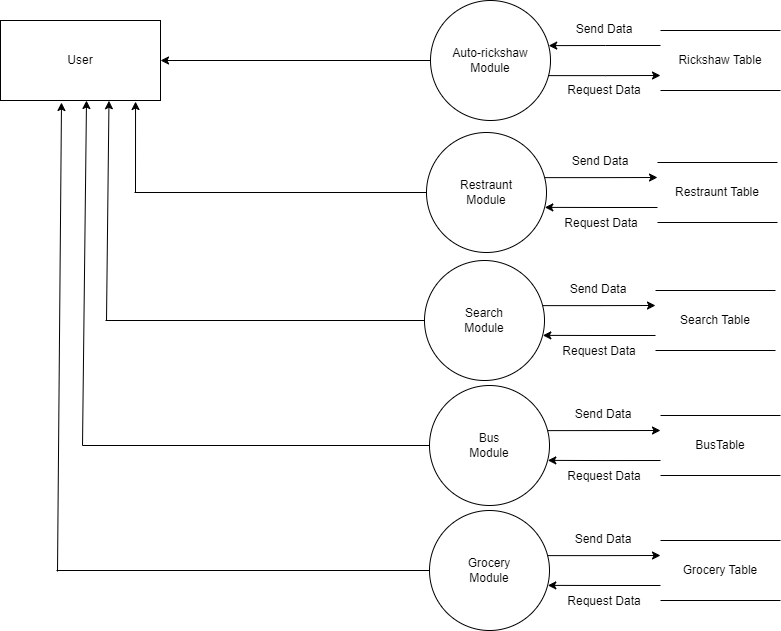 User
Auto-rickshaw
Module
Send Data
Request Data
Rickshaw Table
Restraunt
Module
Send Data
Request Data
Restraunt Table
Search
Module
Send Data
Request Data
Search Table
Bus
Module
Send Data
Request Data
BusTable
Grocery
Module
Send Data
Request Data
Grocery Table